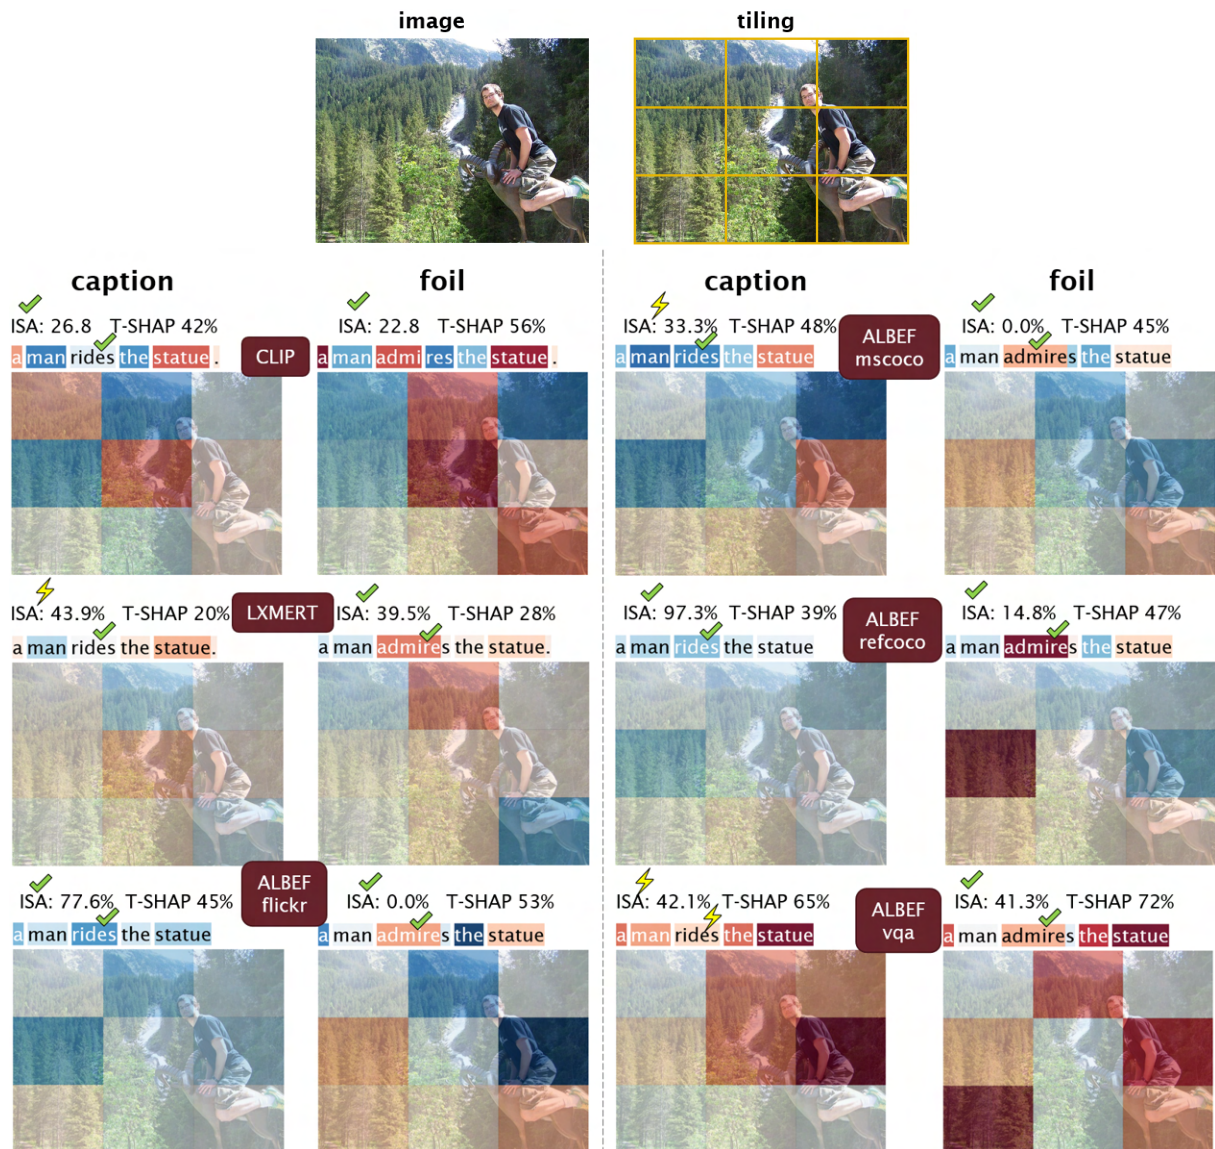 image
tiling
caption
foil
ISA: 26.8 T-SHAP 42%
a man rides the statue .
CLIP
ISA: 22.8 T-SHAP 56%
a man admires the statue .
LXMERT
ISA: 43.9% T-SHAP 20%
a man rides the statue.
ISA: 39.5% T-SHAP 28%
a man admires the statue.
ALBEF
flickr
ISA: 77.6% T-SHAP 45%
a man rides the statue
ISA: 0.0% T-SHAP 53%
a man admires the statue
caption
foil
ISA: 33.3% T-SHAP 48%
a man rides the statue
ALBEF
mscoco
ISA: 0.0% T-SHAP 45%
a man admires the statue
ISA: 97.3% T-SHAP 39%
a man rides the statue
ALBEF
refcoco
ISA: 14.8% T-SHAP 47%
a man admires the statue
ISA: 42.1% T-SHAP 65%
a man rides the statue
ALBEF
vqa
ISA: 41.3% T-SHAP 72%
a man admires the statue